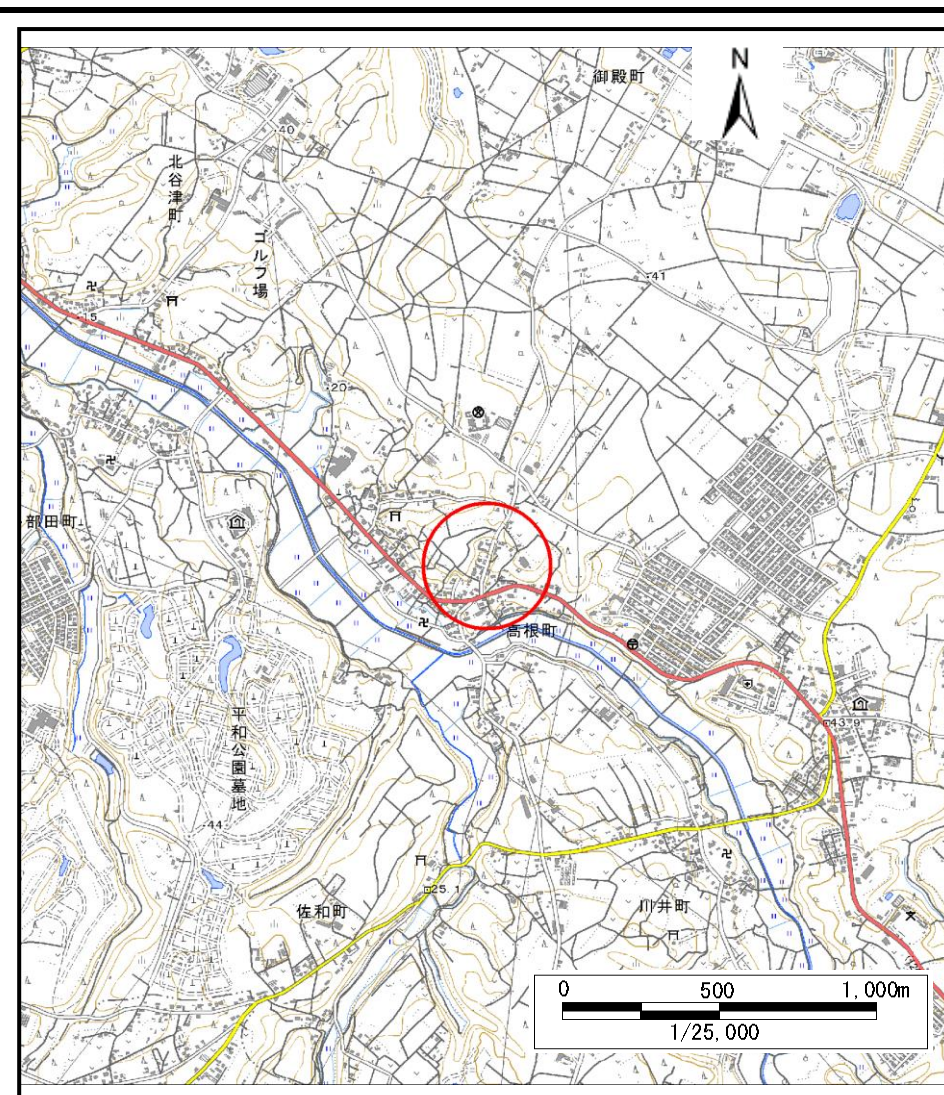 御殿町
N
40
北谷津町
ゴルフ場
41
15
20
部田町
高根町
43.9
平和公園墓地
44
25.1
佐和町
川井町
0 500 1,000m
1/25,000